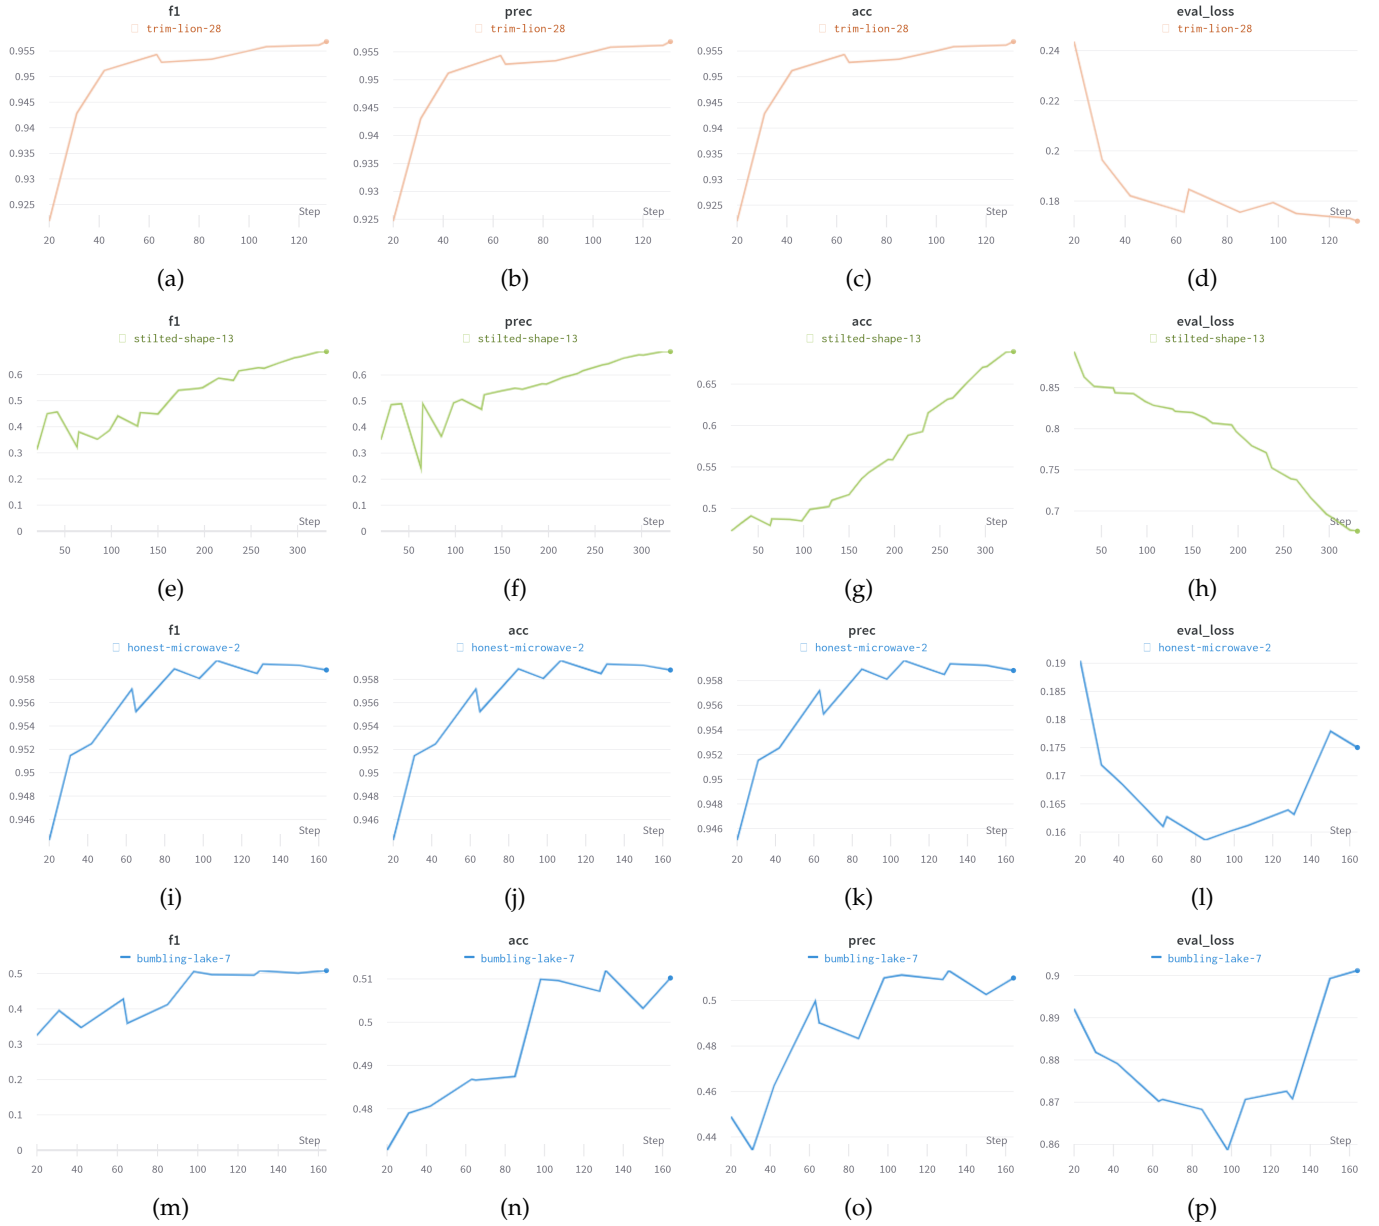 f1
trim-lion-28
0.955
0.95
0.945
0.94
0.935
0.93
0.925
Step
20 40 60 80 100 120
(a)
prec
trim-lion-28
0.955
0.95
0.945
0.94
0.935
0.93
0.925
Step
20 40 60 80 100 120
(b)
acc
trim-lion-28
0.955
0.95
0.945
0.94
0.935
0.93
0.925
Step
20 40 60 80 100 120
(c)
eval_loss
trim-lion-28
0.24
0.22
0.2
0.18
Step
20 40 60 80 100 120
(d)
f1
stilted-shape-13
0.6
0.5
0.4
0.3
0.2
0.1
0
Step
50 100 150 200 250 300
(e)
prec
stilted-shape-13
0.6
0.5
0.4
0.3
0.2
0.1
0
Step
50 100 150 200 250 300
(f)
acc
stilted-shape-13
0.65
0.6
0.55
0.5
Step
50 100 150 200 250 300
(g)
eval_loss
stilted-shape-13
0.85
0.8
0.75
0.7
Step
50 100 150 200 250 300
(h)
f1
honest-microwave-2
0.958
0.956
0.954
0.952
0.95
0.948
0.946
Step
20 40 60 80 100 120 140 160
(i)
acc
honest-microwave-2
0.958
0.956
0.954
0.952
0.95
0.948
0.946
Step
20 40 60 80 100 120 140 160
(j)
prec
honest-microwave-2
0.958
0.956
0.954
0.952
0.95
0.948
0.946
Step
20 40 60 80 100 120 140 160
(k)
eval_loss
honest-microwave-2
0.19
0.185
0.18
0.175
0.17
0.165
0.16
Step
20 40 60 80 100 120 140 160
(l)
f1
bumbling-lake-7
0.5
0.4
0.3
0.2
0.1
0
Step
20 40 60 80 100 120 140 160
(m)
acc
bumbling-lake-7
0.51
0.5
0.49
0.48
Step
20 40 60 80 100 120 140 160
(n)
prec
bumbling-lake-7
0.5
0.48
0.46
0.44
Step
20 40 60 80 100 120 140 160
(o)
eval_loss
bumbling-lake-7
0.9
0.89
0.88
0.87
0.86
Step
20 40 60 80 100 120 140 160
(p)